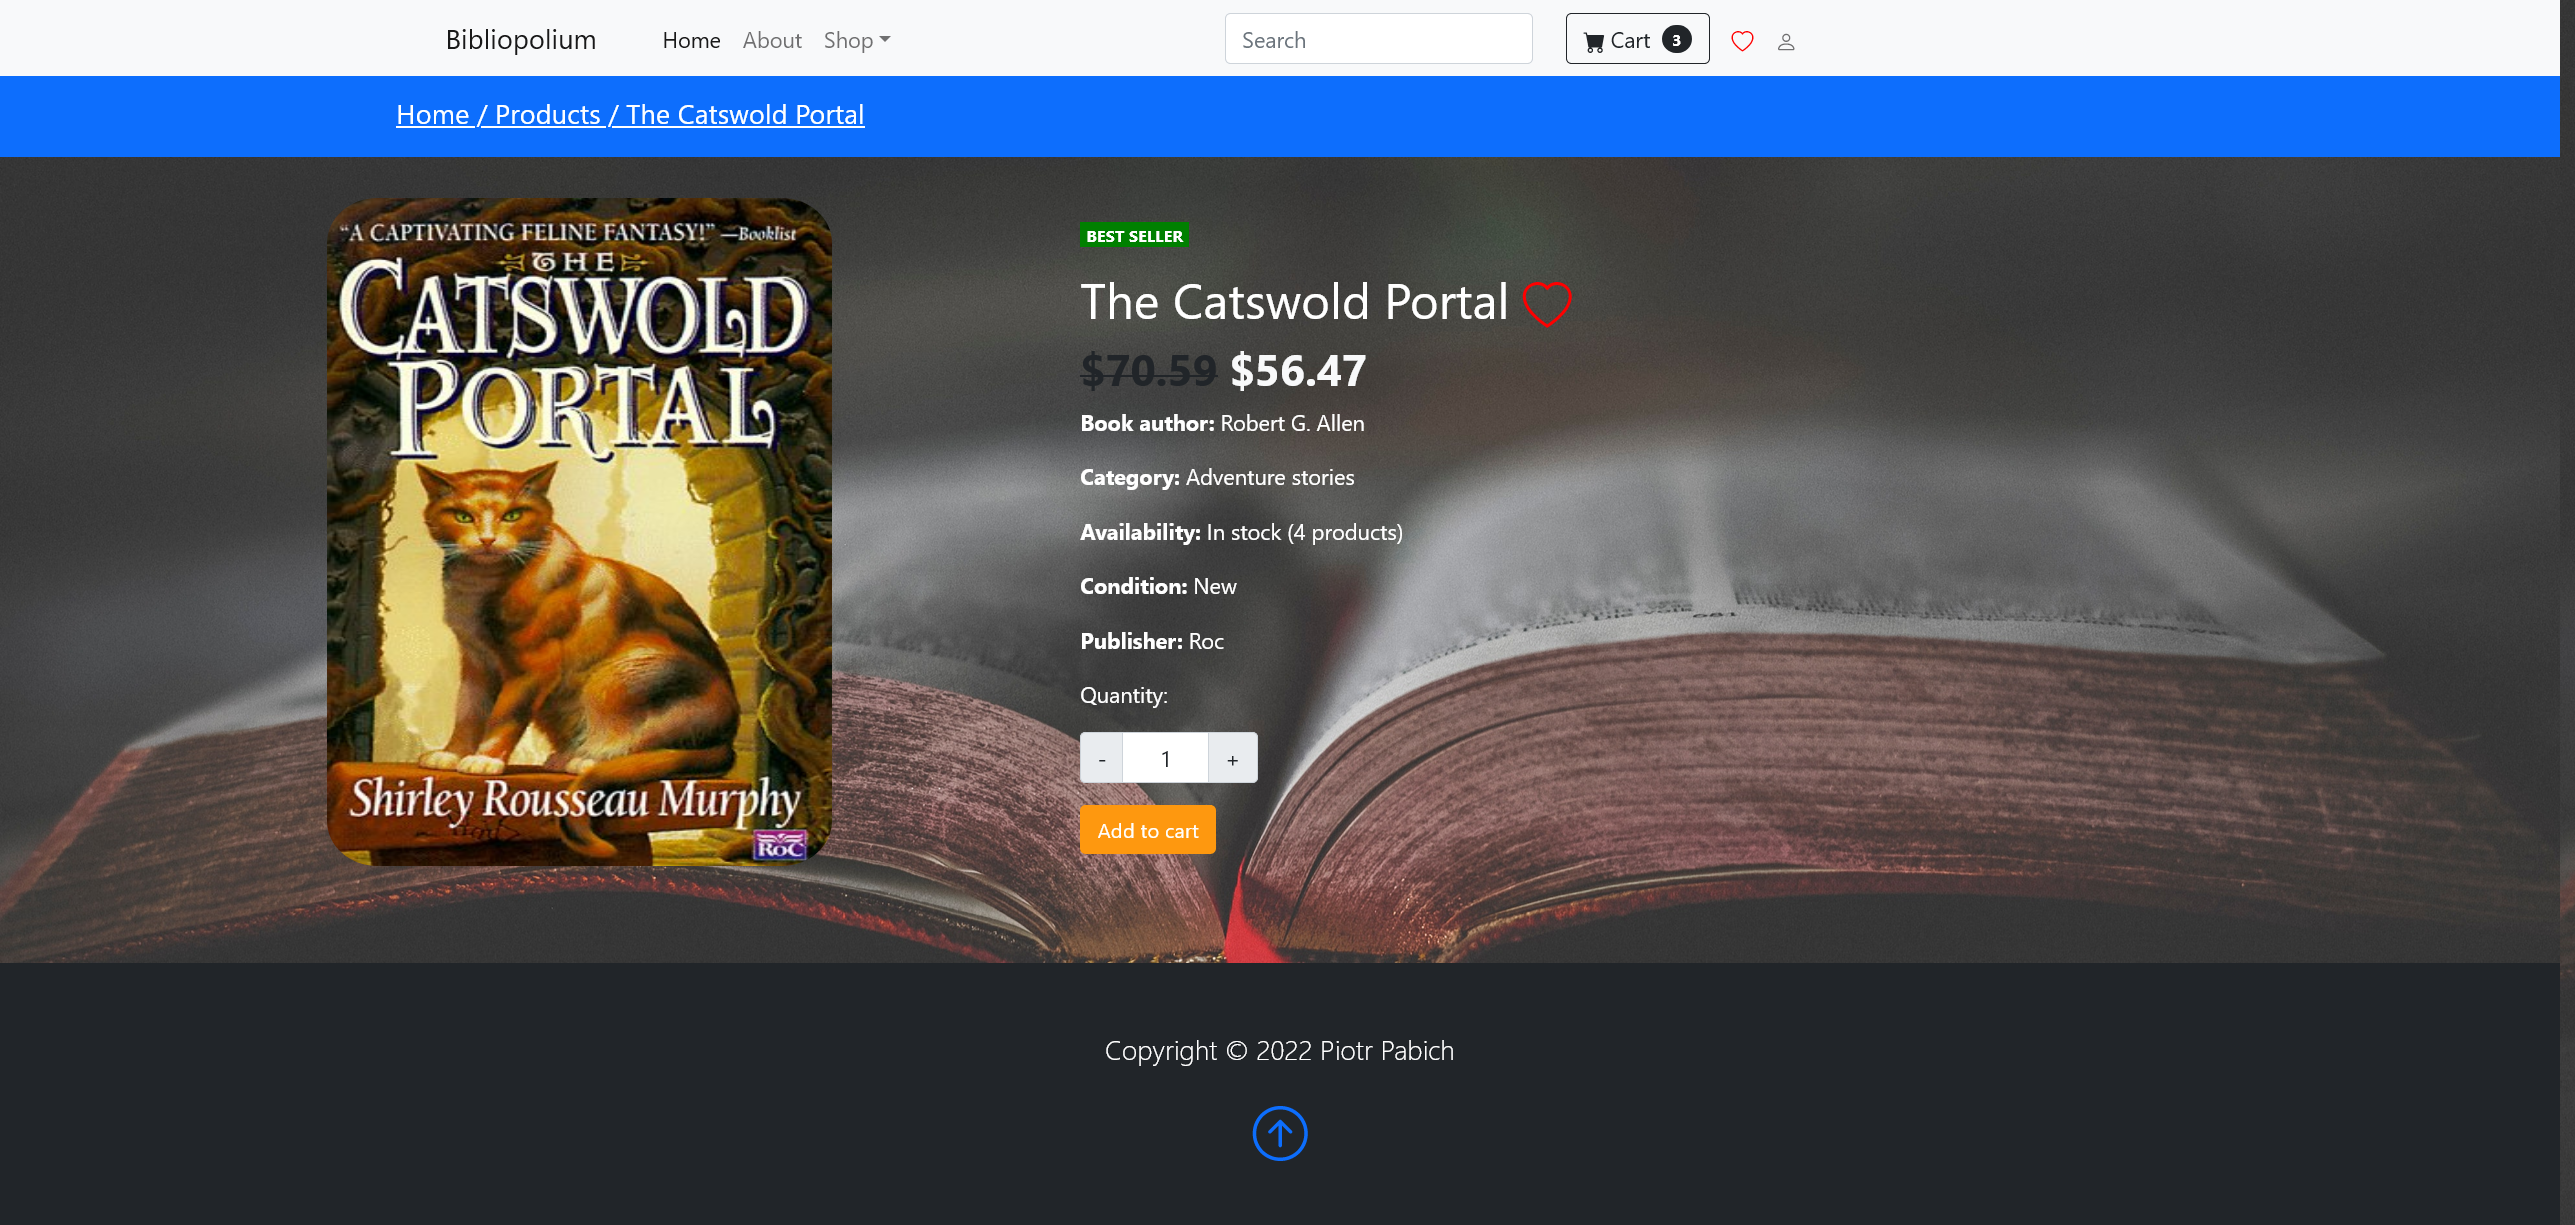 Bibliopolium
Home
About
Shop
Search
Cart 3
Home / Products / The Catswold Portal
"A CAPTIVATING FELINE FANTASY!" —Booklist
THE
CATSWOLD
PORTAL
Shirley Rousseau Murphy
ROC
BEST SELLER
The Catswold Portal
$70.59 $56.47
Book author: Robert G. Allen
Category: Adventure stories
Availability: In stock (4 products)
Condition: New
Publisher: Roc
Quantity:
- 1 +
Add to cart
Copyright © 2022 Piotr Pabich